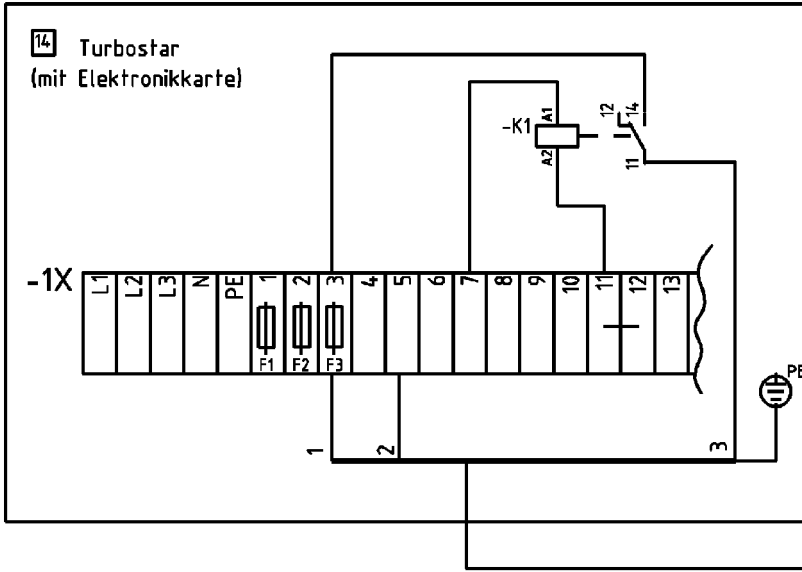 14 Turbostar
(mit Elektronikkarte)
-K1
A1
A2
12
14
11
-1X
L1
L2
L3
N
PE
1
2
3
4
5
6
7
8
9
10
11
12
13
F1
F2
F3
PE
1
2
3